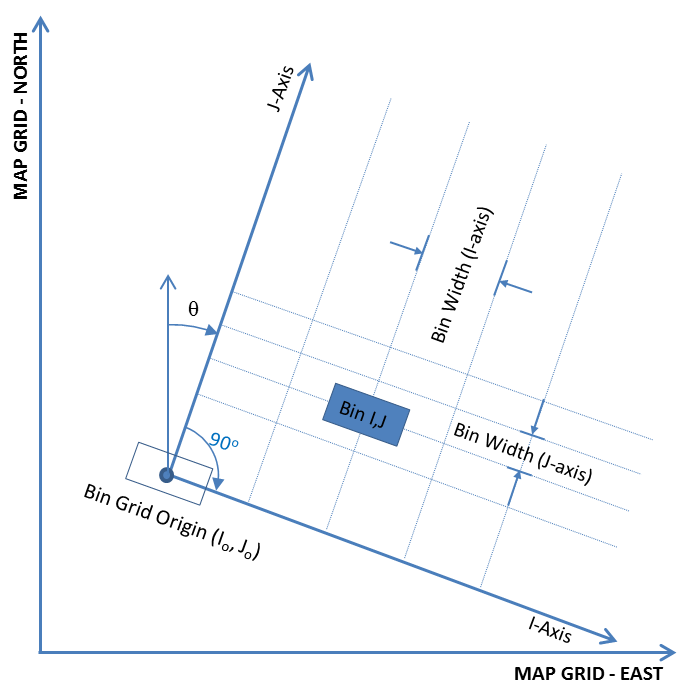 MAP GRID - NORTH
J-Axis
Bin Width (I-axis)
θ
Bin I,J
Bin Width (J-axis)
90°
Bin Grid Origin (Io, Jo)
I-Axis
MAP GRID - EAST